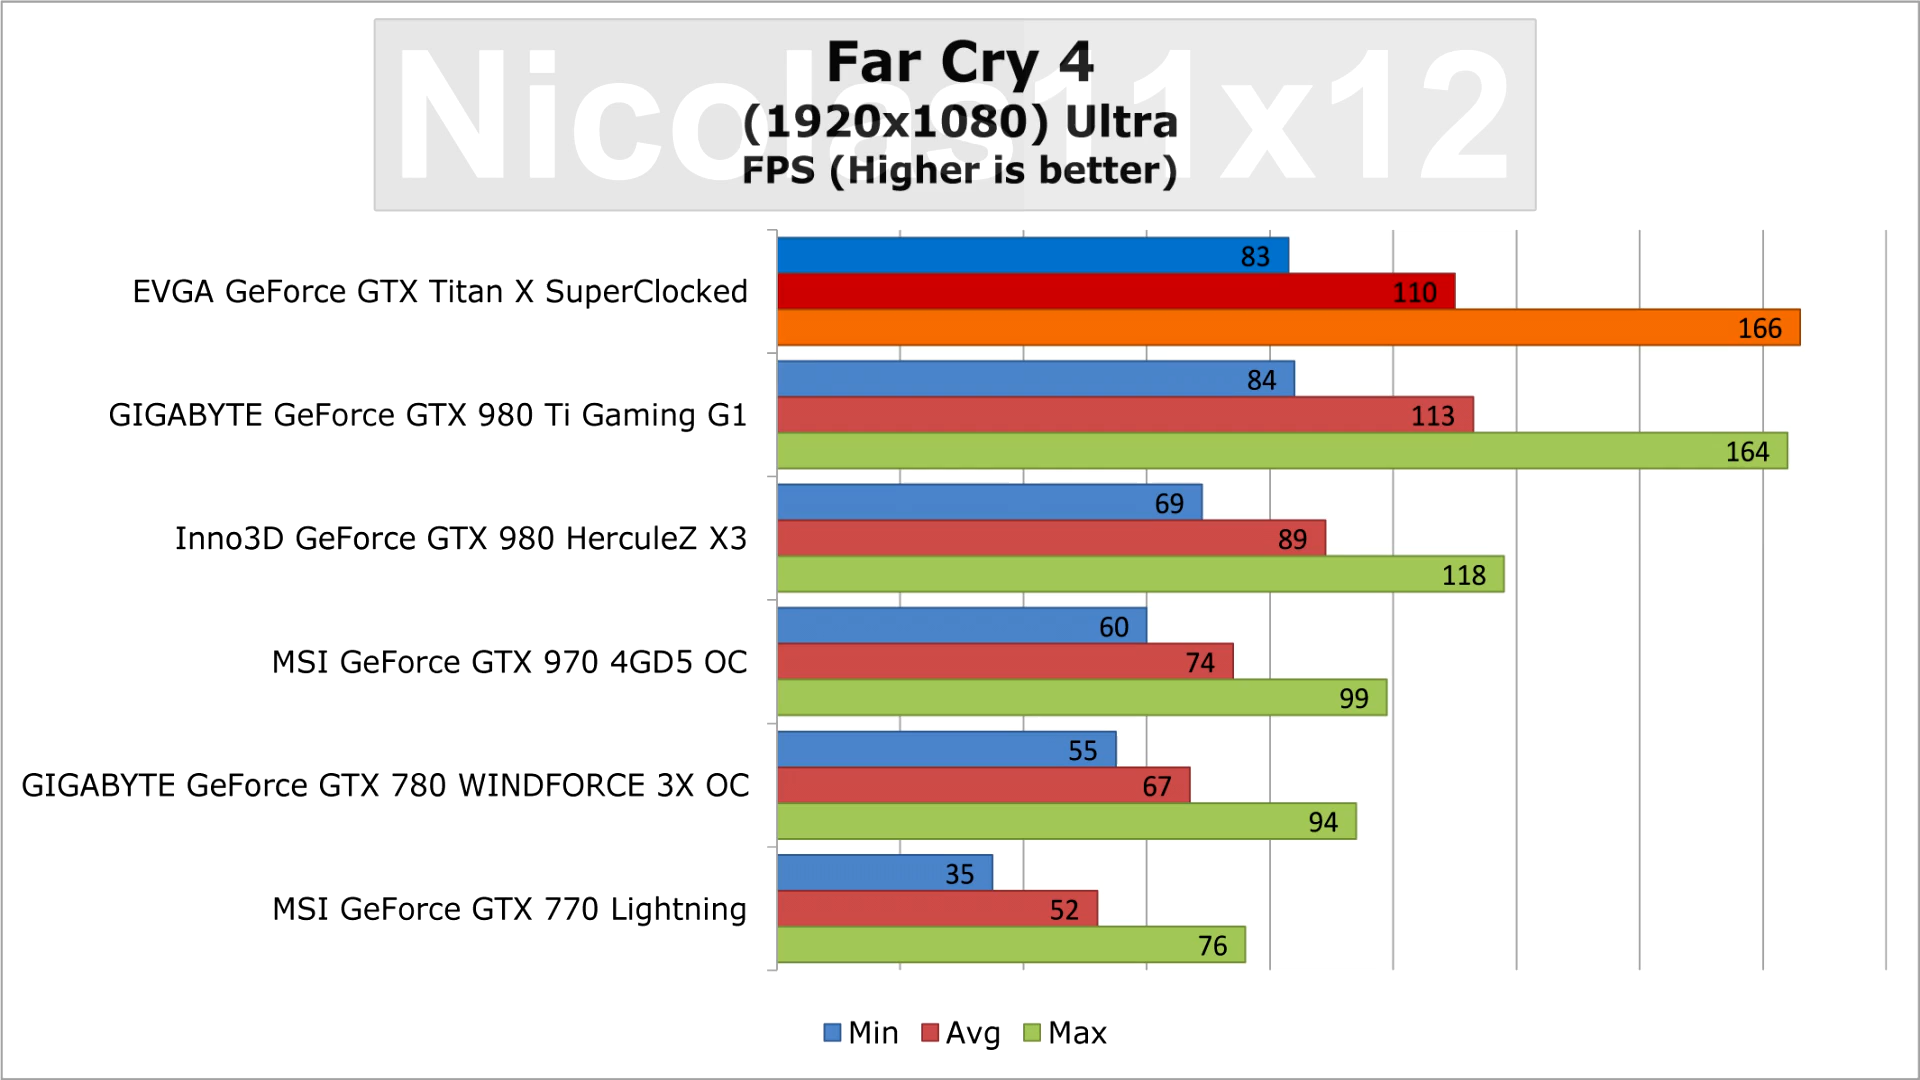 Nicolas11x12
Far Cry 4
(1920x1080) Ultra
FPS (Higher is better)
EVGA GeForce GTX Titan X SuperClocked
83
110
166
GIGABYTE GeForce GTX 980 Ti Gaming G1
84
113
164
Inno3D GeForce GTX 980 HerculeZ X3
69
89
118
MSI GeForce GTX 970 4GD5 OC
60
74
99
GIGABYTE GeForce GTX 780 WINDFORCE 3X OC
55
67
94
MSI GeForce GTX 770 Lightning
35
52
76
Min Avg Max